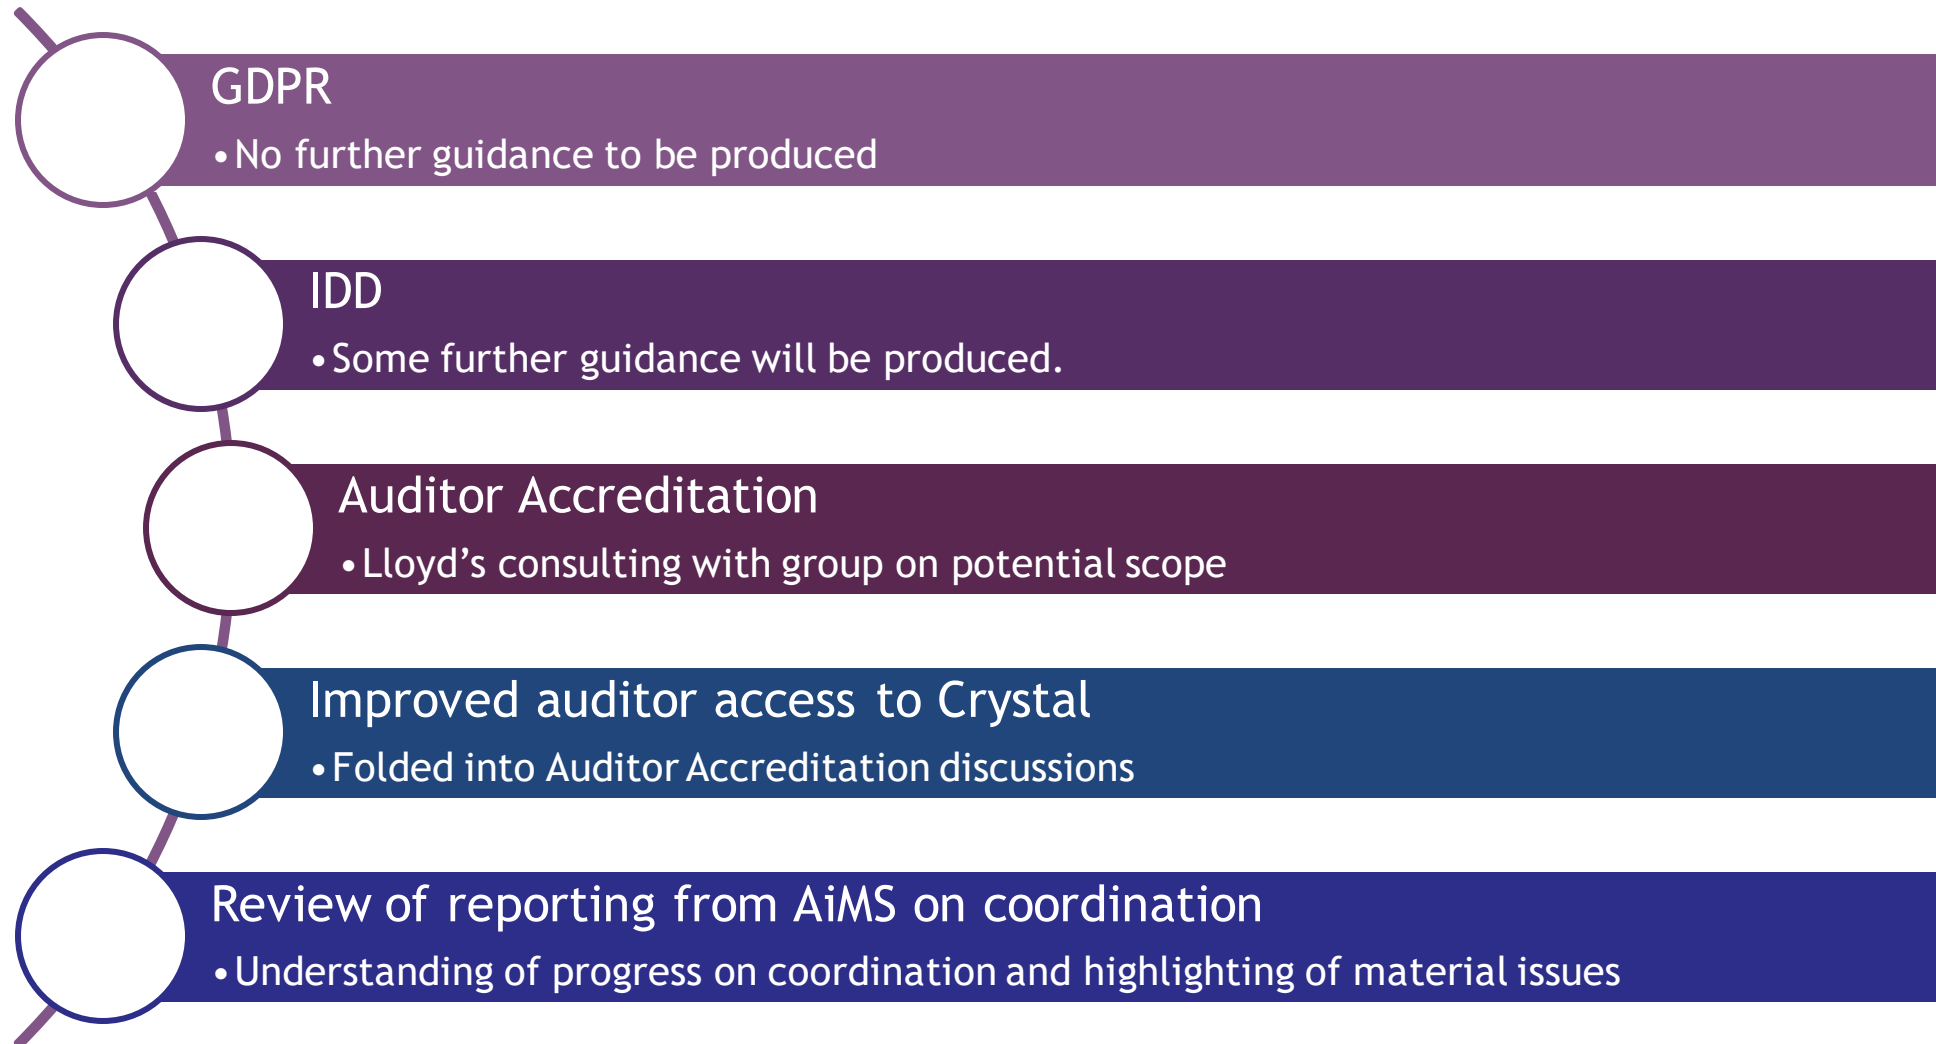 GDPR
•No further guidance to be produced
IDD
•Some further guidance will be produced.
Auditor Accreditation
•Lloyd’s consulting with group on potential scope
Improved auditor access to Crystal
•Folded into Auditor Accreditation discussions
Review of reporting from AiMS on coordination
•Understanding of progress on coordination and highlighting of material issues